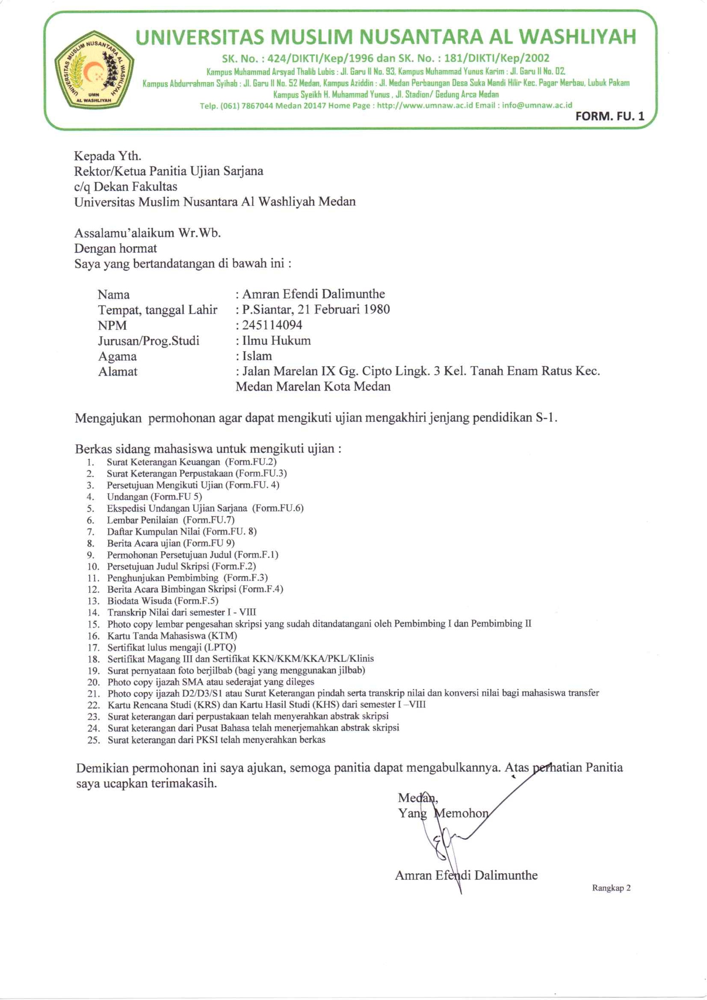 UNIVERSITAS MUSLIM NUSANTARA AL WASHLIYAH
UMN
AL WASHLIYAH
UNIVERSITAS MUSLIM NUSANTARA AL WASHLIYAH
SK. No. : 424/DIKTI/Kep/1996 dan SK. No. : 181/DIKTI/Kep/2002
Kampus Muhammad Arsyad Thalib Lubis : Jl. Garu II No. 93, Kampus Muhammad Yunus Karim : Jl. Garu II No. 02,
Kampus Abdurrahman Syihab : Jl. Garu II No. 52 Medan, Kampus Aziddin : Jl. Medan Perbaungan Desa Suka Mandi Hilir Kec. Pagar Merbau, Lubuk Pakam
Kampus Syeikh H. Muhammad Yunus , Jl. Stadion/ Gedung Arca Medan
Telp. (061) 7867044 Medan 20147 Home Page : http://www.umnaw.ac.id Email : info@umnaw.ac.id
FORM. FU. 1
Kepada Yth.
Rektor/Ketua Panitia Ujian Sarjana
c/q Dekan Fakultas
Universitas Muslim Nusantara Al Washliyah Medan
Assalamu’alaikum Wr.Wb.
Dengan hormat
Saya yang bertandatangan di bawah ini :
Nama : Amran Efendi Dalimunthe
Tempat, tanggal Lahir : P.Siantar, 21 Februari 1980
NPM : 245114094
Jurusan/Prog.Studi : Ilmu Hukum
Agama : Islam
Alamat : Jalan Marelan IX Gg. Cipto Lingk. 3 Kel. Tanah Enam Ratus Kec.
Medan Marelan Kota Medan
Mengajukan permohonan agar dapat mengikuti ujian mengakhiri jenjang pendidikan S-1.
Berkas sidang mahasiswa untuk mengikuti ujian :
1. Surat Keterangan Keuangan (Form.FU.2)
2. Surat Keterangan Perpustakaan (Form.FU.3)
3. Persetujuan Mengikuti Ujian (Form.FU. 4)
4. Undangan (Form.FU 5)
5. Ekspedisi Undangan Ujian Sarjana (Form.FU.6)
6. Lembar Penilaian (Form.FU.7)
7. Daftar Kumpulan Nilai (Form.FU. 8)
8. Berita Acara ujian (Form.FU 9)
9. Permohonan Persetujuan Judul (Form.F.1)
10. Persetujuan Judul Skripsi (Form.F.2)
11. Penghunjukan Pembimbing (Form.F.3)
12. Berita Acara Bimbingan Skripsi (Form.F.4)
13. Biodata Wisuda (Form.F.5)
14. Transkrip Nilai dari semester I - VIII
15. Photo copy lembar pengesahan skripsi yang sudah ditandatangani oleh Pembimbing I dan Pembimbing II
16. Kartu Tanda Mahasiswa (KTM)
17. Sertifikat lulus mengaji (LPTQ)
18. Sertifikat Magang III dan Sertifikat KKN/KKM/KKA/PKL/Klinis
19. Surat pernyataan foto berjilbab (bagi yang menggunakan jilbab)
20. Photo copy ijazah SMA atau sederajat yang dileges
21. Photo copy ijazah D2/D3/S1 atau Surat Keterangan pindah serta transkrip nilai dan konversi nilai bagi mahasiswa transfer
22. Kartu Rencana Studi (KRS) dan Kartu Hasil Studi (KHS) dari semester I –VIII
23. Surat keterangan dari perpustakaan telah menyerahkan abstrak skripsi
24. Surat keterangan dari Pusat Bahasa telah menerjemahkan abstrak skripsi
25. Surat keterangan dari PKSI telah menyerahkan berkas
Demikian permohonan ini saya ajukan, semoga panitia dapat mengabulkannya. Atas perhatian Panitia
saya ucapkan terimakasih.
Medan,
Yang Memohon
Amran Efendi Dalimunthe
Rangkap 2